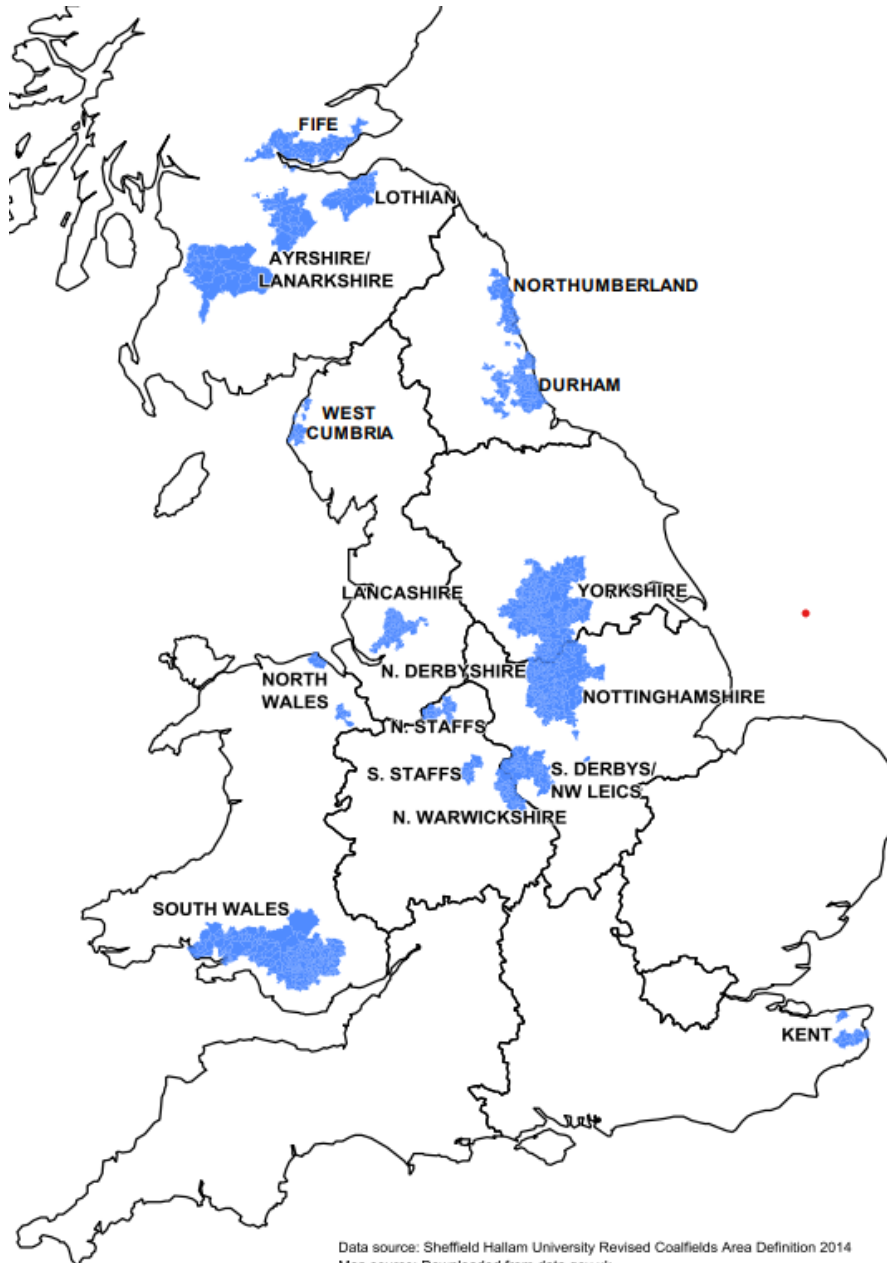 FIFE
LOTHIAN
AYRSHIRE/
LANARKSHIRE
NORTHUMBERLAND
DURHAM
WEST
CUMBRIA
LANCASHIRE
YORKSHIRE
N. DERBYSHIRE
NORTH
WALES
NOTTINGHAMSHIRE
N. STAFFS
S. STAFFS
S. DERBYS/
NW LEICS
N. WARWICKSHIRE
SOUTH WALES
KENT
Data source: Sheffield Hallam University Revised Coalfields Area Definition 2014